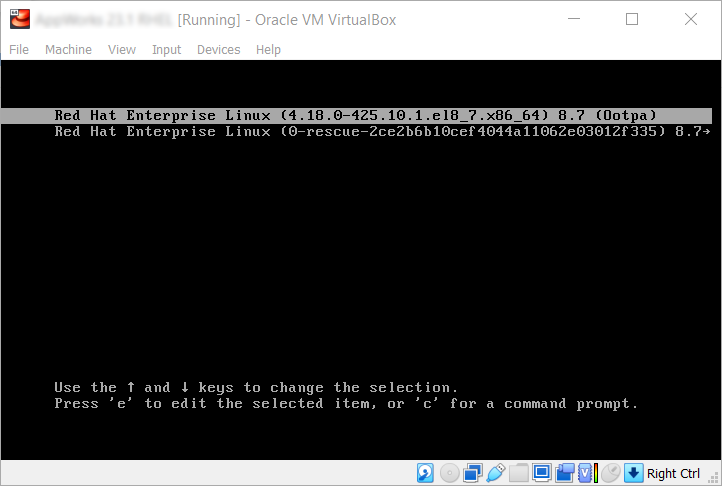 [Running] - Oracle VM VirtualBox
File Machine View Input Devices Help
Red Hat Enterprise Linux (4.18.0-425.10.1.el8_7.x86_64) 8.7 (Ootpa)
Red Hat Enterprise Linux (0-rescue-2ce2b6b10cef4044a11062e03012f335) 8.7→
Use the ↑ and ↓ keys to change the selection.
Press 'e' to edit the selected item, or 'c' for a command prompt.
Right Ctrl